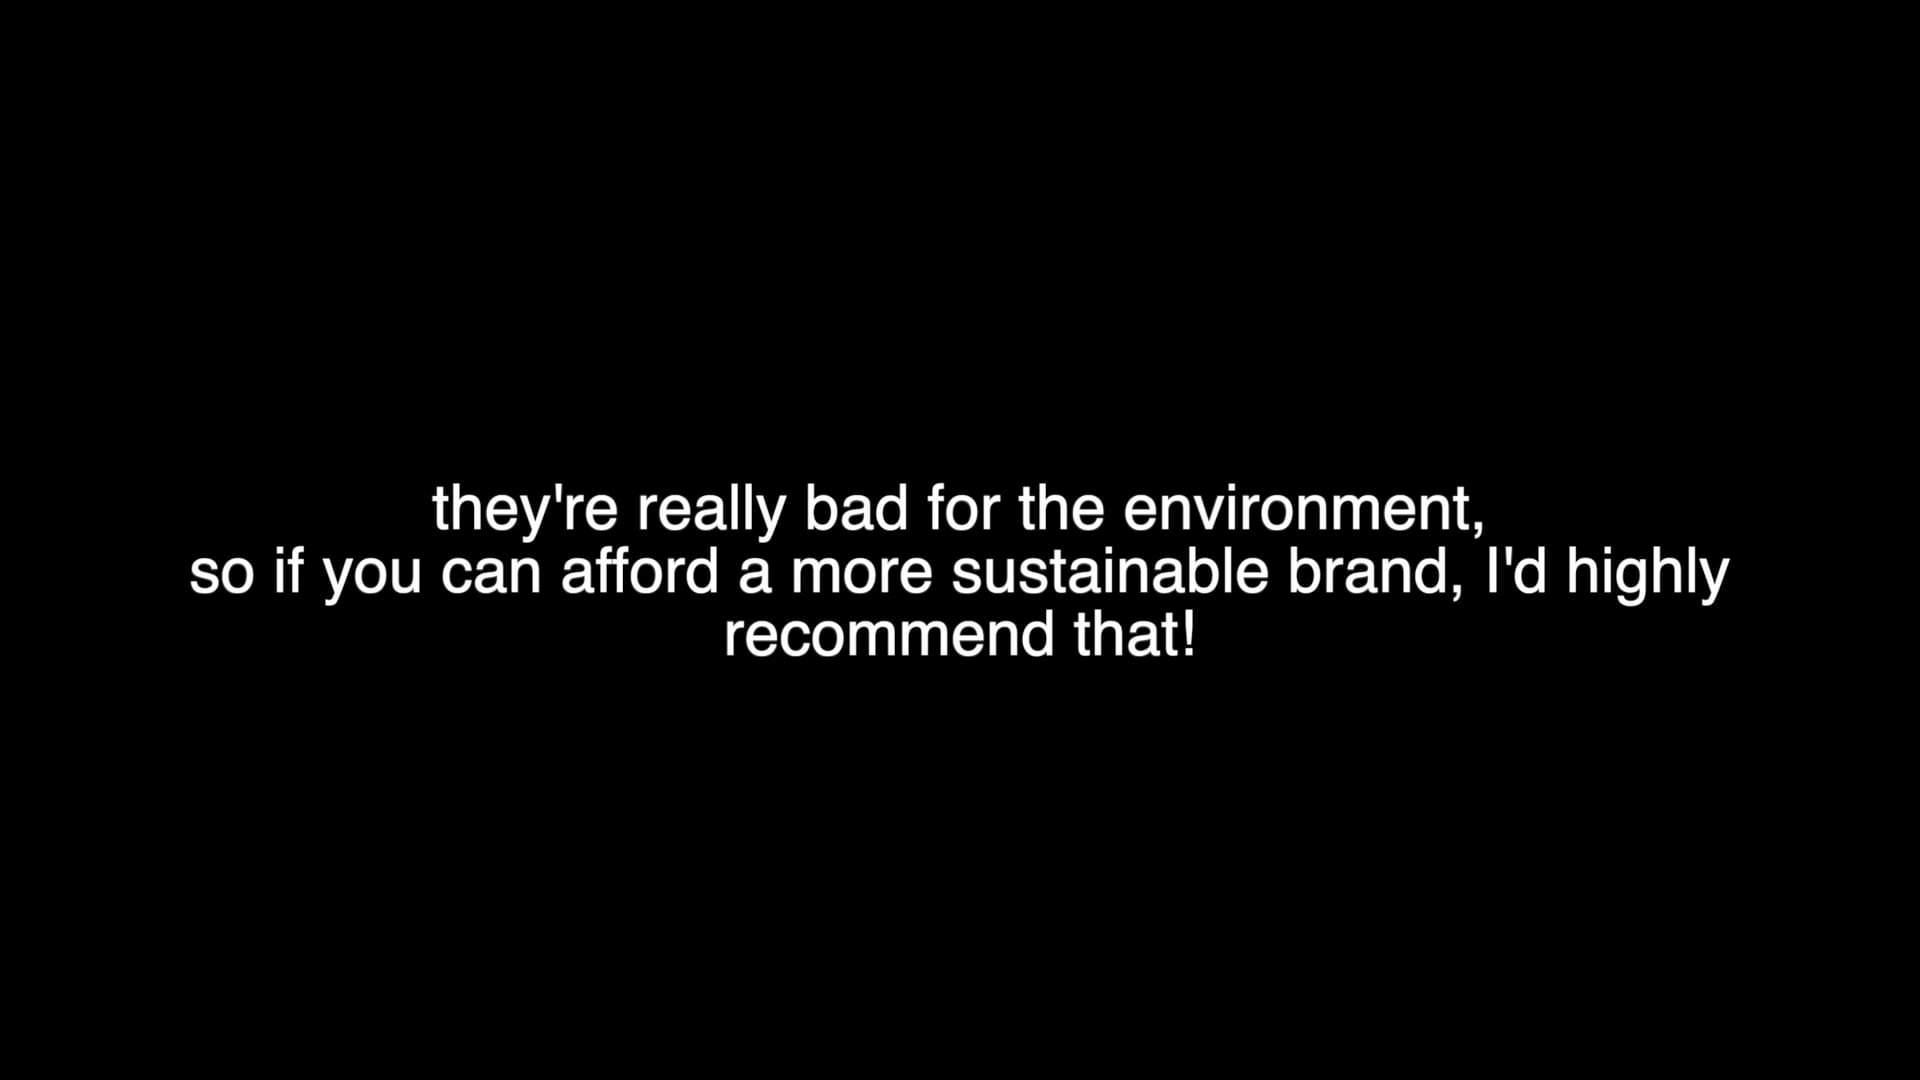 they're really bad for the environment,
so if you can afford a more sustainable brand, I'd highly
recommend that!